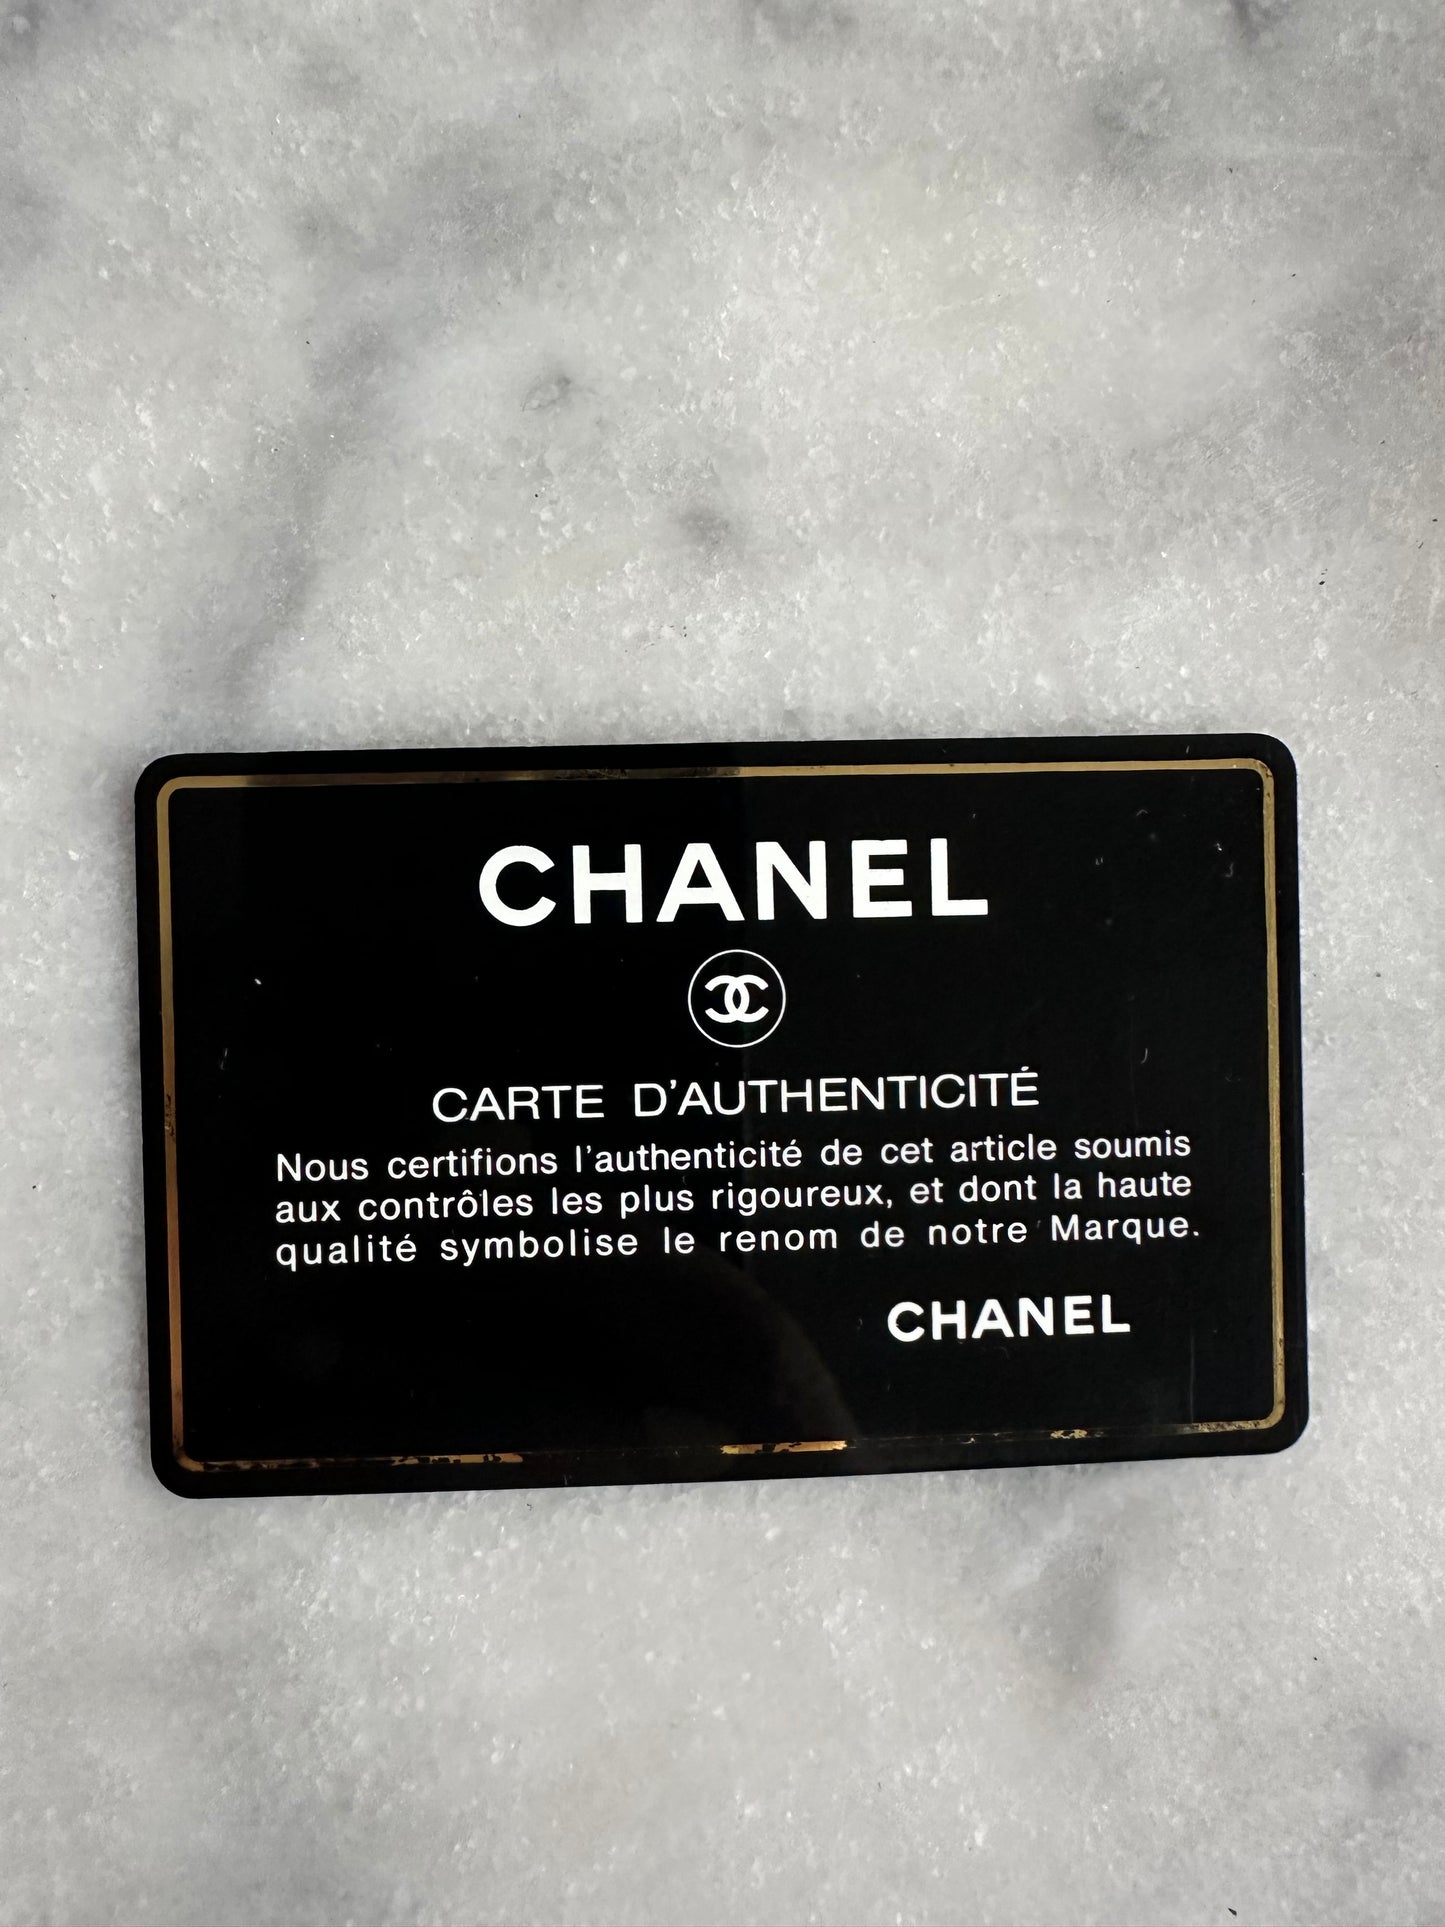 CHANEL
CARTE D'AUTHENTICITÉ
Nous certifions l'authenticité de cet article soumis
aux contrôles les plus rigoureux, et dont la haute
qualité symbolise le renom de notre Marque.
CHANEL